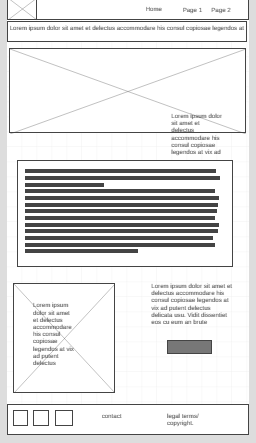 Home Page 1 Page 2
Lorem ipsum dolor sit amet et delectus accommodare his consul copiosae legendos at
Lorem ipsum dolor
sit amet et
delectus
accommodare his
consul copiosae
legendos at vix ad
Lorem ipsum
dolor sit amet
et delectus
accommodare
his consul
copiosae
legendos at vix
ad putent
delectus
Lorem ipsum dolor sit amet et
delectus accommodare his
consul copiosae legendos at
vix ad putent delectus
delicata usu. Vidit dissentiet
eos cu eum an brute
contact
legal terms/
copyright.